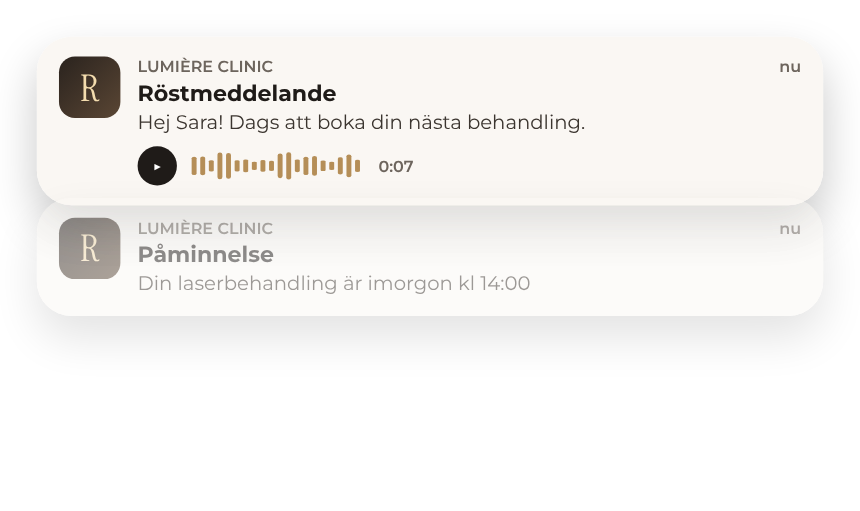 R
LUMIÈRE CLINIC
nu
Röstmeddelande
Hej Sara! Dags att boka din nästa behandling.
0:07
R
LUMIÈRE CLINIC
nu
Påminnelse
Din laserbehandling är imorgon kl 14:00